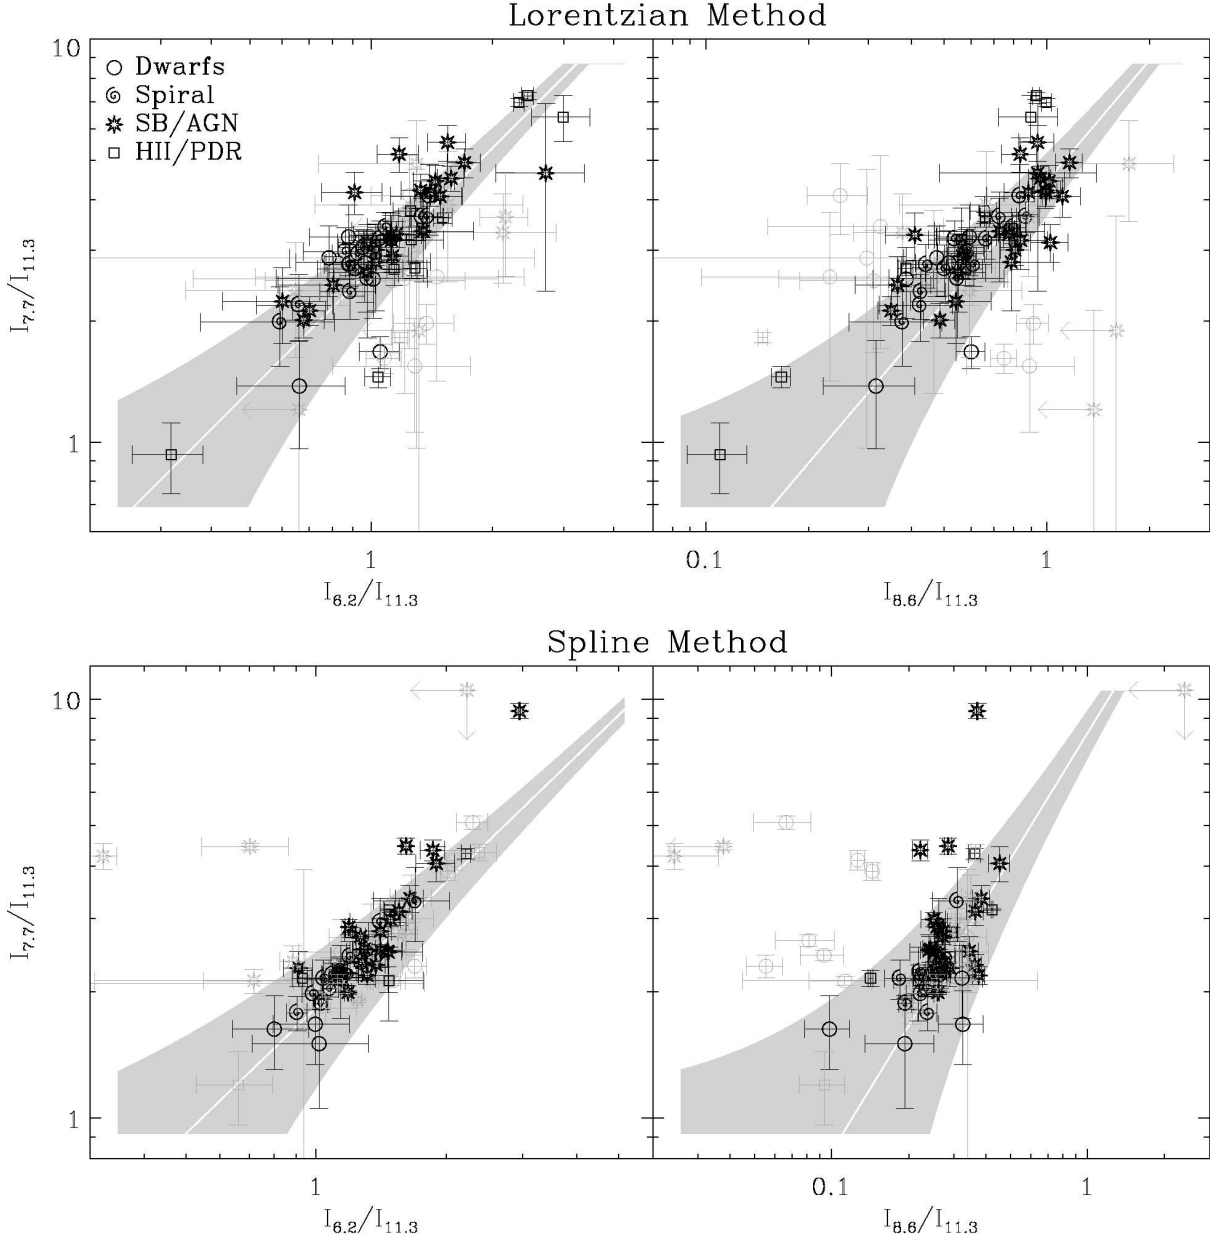 Lorentzian Method
10
Dwarfs
Spiral
SB/AGN
HII/PDR
I7.7/I11.3
1
1
0.1
1
I6.2/I11.3
I8.6/I11.3
Spline Method
10
I7.7/I11.3
1
1
0.1
1
I6.2/I11.3
I8.6/I11.3